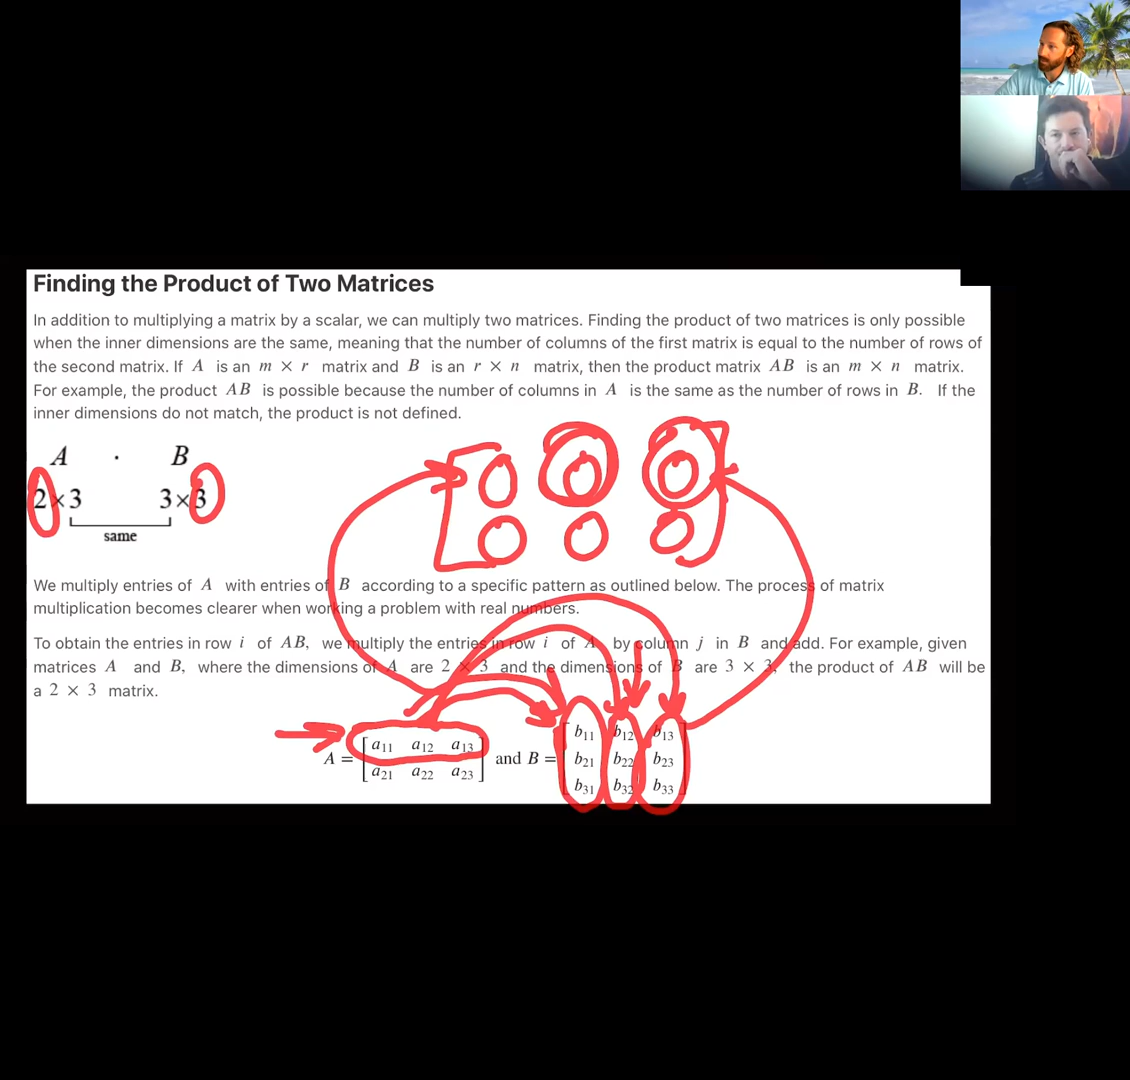 Finding the Product of Two Matrices
In addition to multiplying a matrix by a scalar, we can multiply two matrices. Finding the product of two matrices is only possible
when the inner dimensions are the same, meaning that the number of columns of the first matrix is equal to the number of rows of
the second matrix. If A is an m × r matrix and B is an r × n matrix, then the product matrix AB is an m × n matrix.
For example, the product AB is possible because the number of columns in A is the same as the number of rows in B. If the
inner dimensions do not match, the product is not defined.
A · B
2×3 3×3
same
We multiply entries of A with entries of B according to a specific pattern as outlined below. The process of matrix
multiplication becomes clearer when working a problem with real numbers.
To obtain the entries in row i of AB, we multiply the entries in row i of A by column j in B and add. For example, given
matrices A and B, where the dimensions of A are 2 × 3 and the dimensions of B are 3 × 3, the product of AB will be
a 2 × 3 matrix.
a11 a12 a13 b11 b12 b13
A = and B = b21 b22 b23
a21 a22 a23 b31 b32 b33